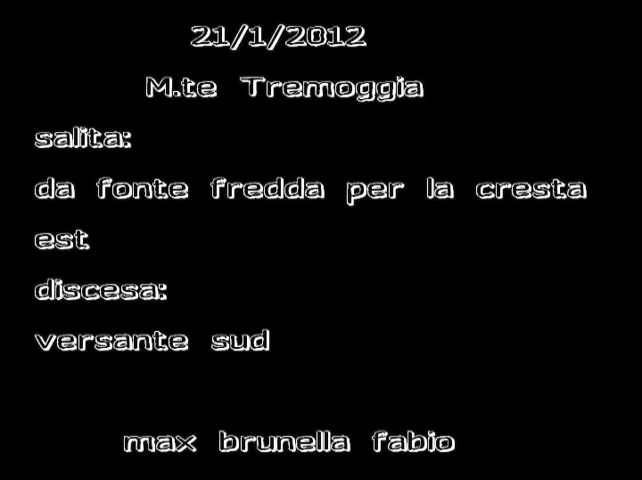 21/1/2012
M.te Tremoggia
salita:
da fonte fredda per la cresta
est
discesa:
versante sud
max brunella fabio